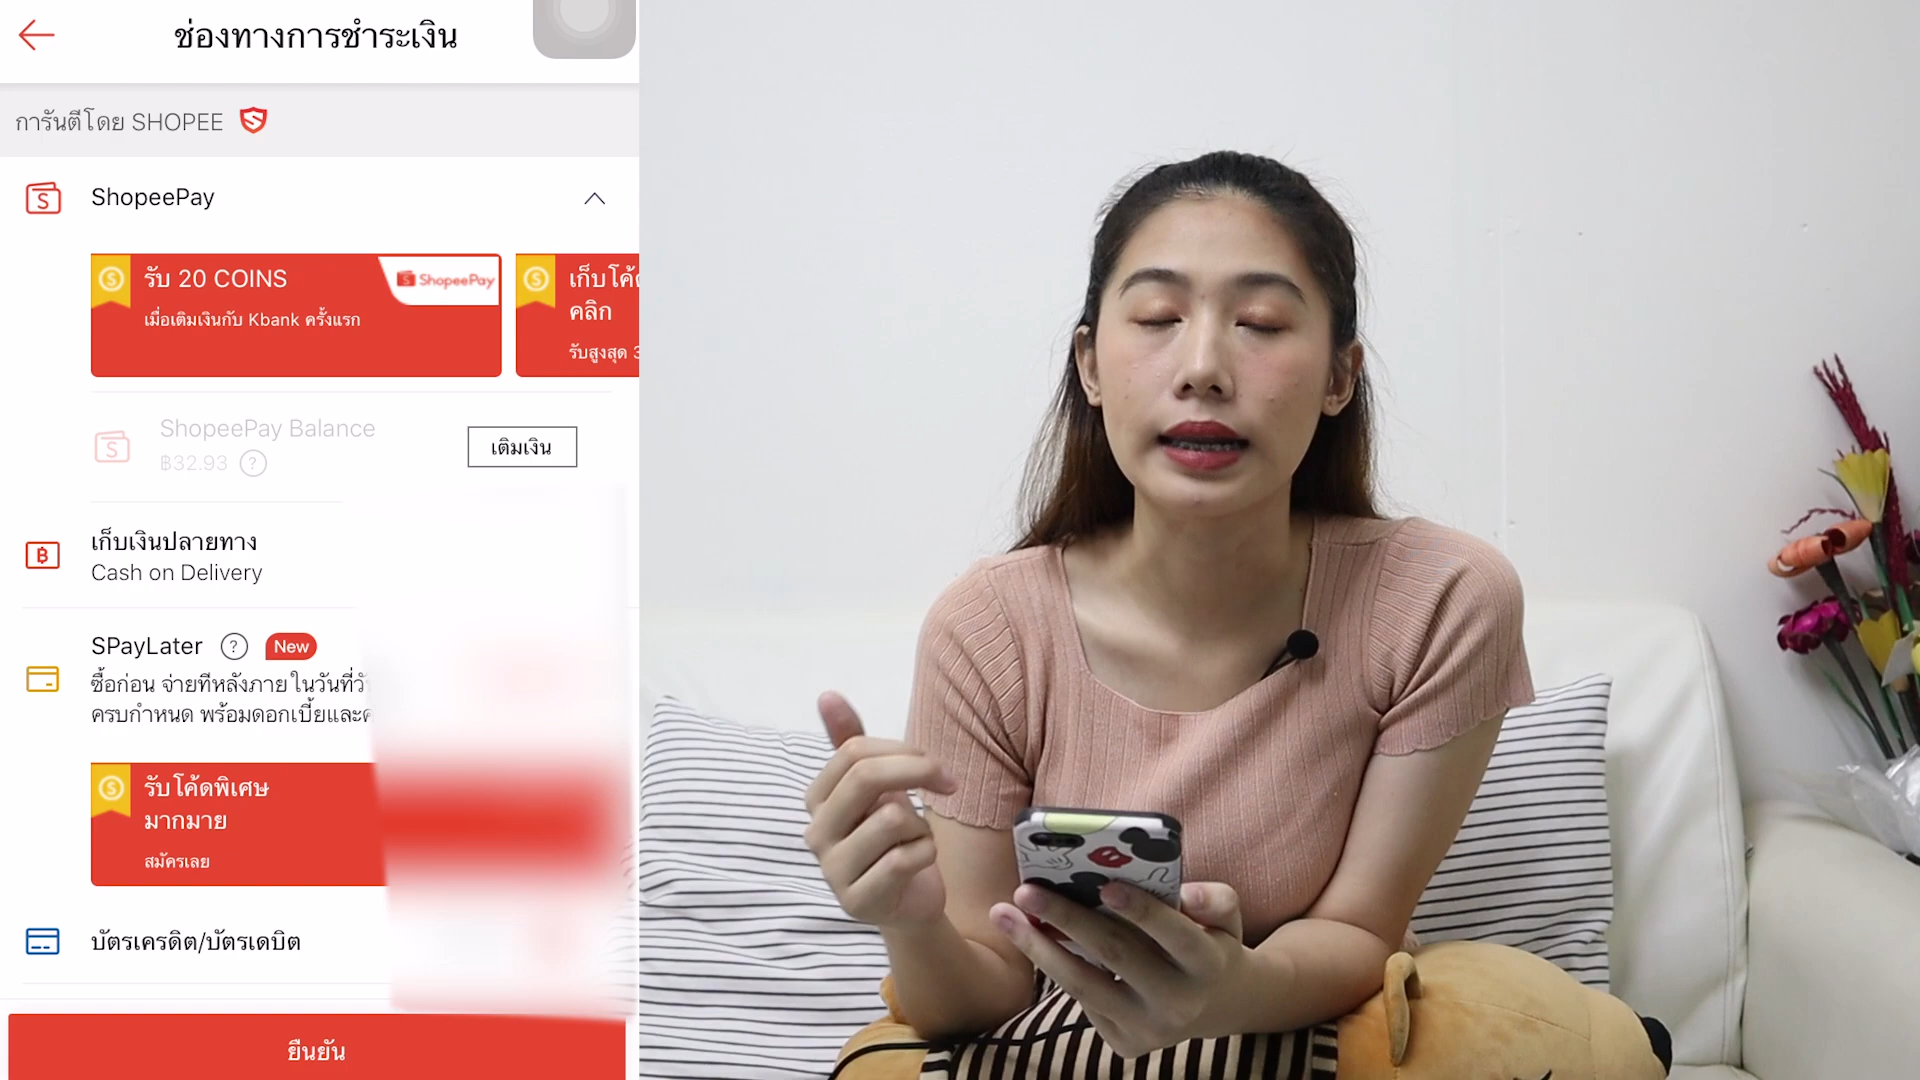 ช่องทางการชำระเงิน
การันตีโดย SHOPEE
ShopeePay
รับ 20 COINS
ShopeePay
เมื่อเติมเงินกับ Kbank ครั้งแรก
เก็บโค้ด
คลิก
รับสูงสุด 3
ShopeePay Balance
฿32.93
เติมเงิน
เก็บเงินปลายทาง
Cash on Delivery
SPayLater
New
ซื้อก่อน จ่ายทีหลังภายในวันที่
ครบกำหนด พร้อมดอกเบี้ยและ
รับโค้ดพิเศษ
มากมาย
สมัครเลย
บัตรเครดิต/บัตรเดบิต
ยืนยัน